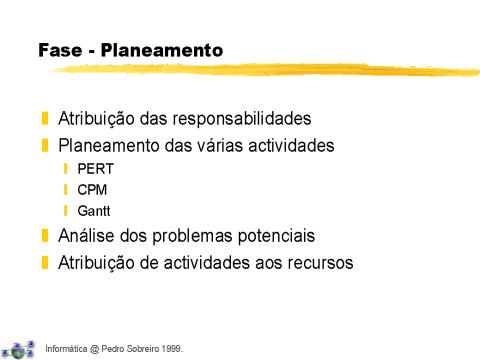 Fase - Planeamento
Atribuição das responsabilidades
Planeamento das várias actividades
PERT
CPM
Gantt
Análise dos problemas potenciais
Atribuição de actividades aos recursos
Informática @ Pedro Sobreiro 1999.